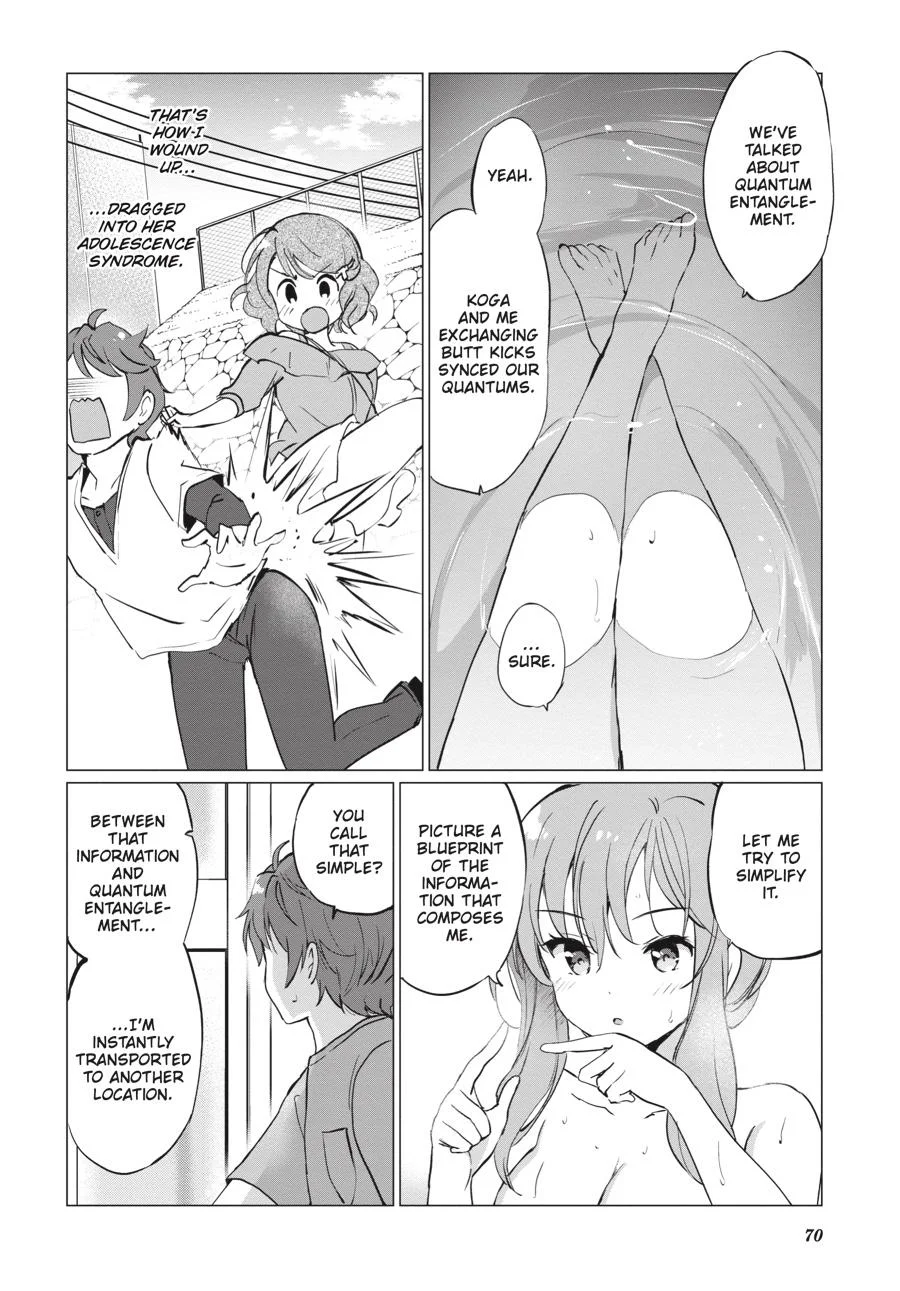 WE'VE
TALKED
ABOUT
QUANTUM
ENTANGLE-
MENT.
YEAH.
KOGA
AND ME
EXCHANGING
BUTT KICKS
SYNCED OUR
QUANTUMS.
...
SURE.
THAT'S
HOW I
WOUND
UP...
...DRAGGED
INTO HER
ADOLESCENCE
SYNDROME.
LET ME
TRY TO
SIMPLIFY
IT.
PICTURE A
BLUEPRINT
OF THE
INFORMA-
TION THAT
COMPOSES
ME.
YOU
CALL
THAT
SIMPLE?
BETWEEN
THAT
INFORMATION
AND
QUANTUM
ENTANGLE-
MENT...
...I'M
INSTANTLY
TRANSPORTED
TO ANOTHER
LOCATION.
70